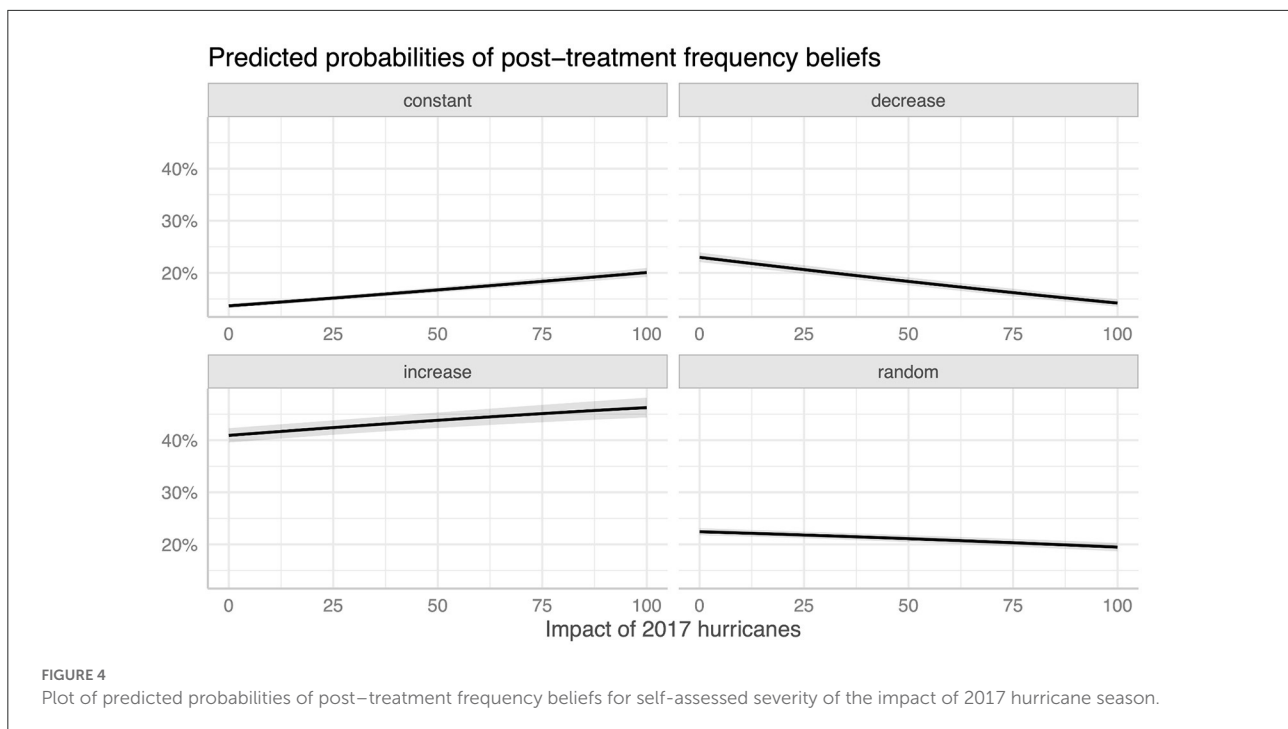 Predicted probabilities of post–treatment frequency beliefs
constant decrease
40%
30%
20%
0 25 50 75 100 0 25 50 75 100
increase random
40%
30%
20%
0 25 50 75 100 0 25 50 75 100
Impact of 2017 hurricanes
FIGURE 4
Plot of predicted probabilities of post–treatment frequency beliefs for self-assessed severity of the impact of 2017 hurricane season.